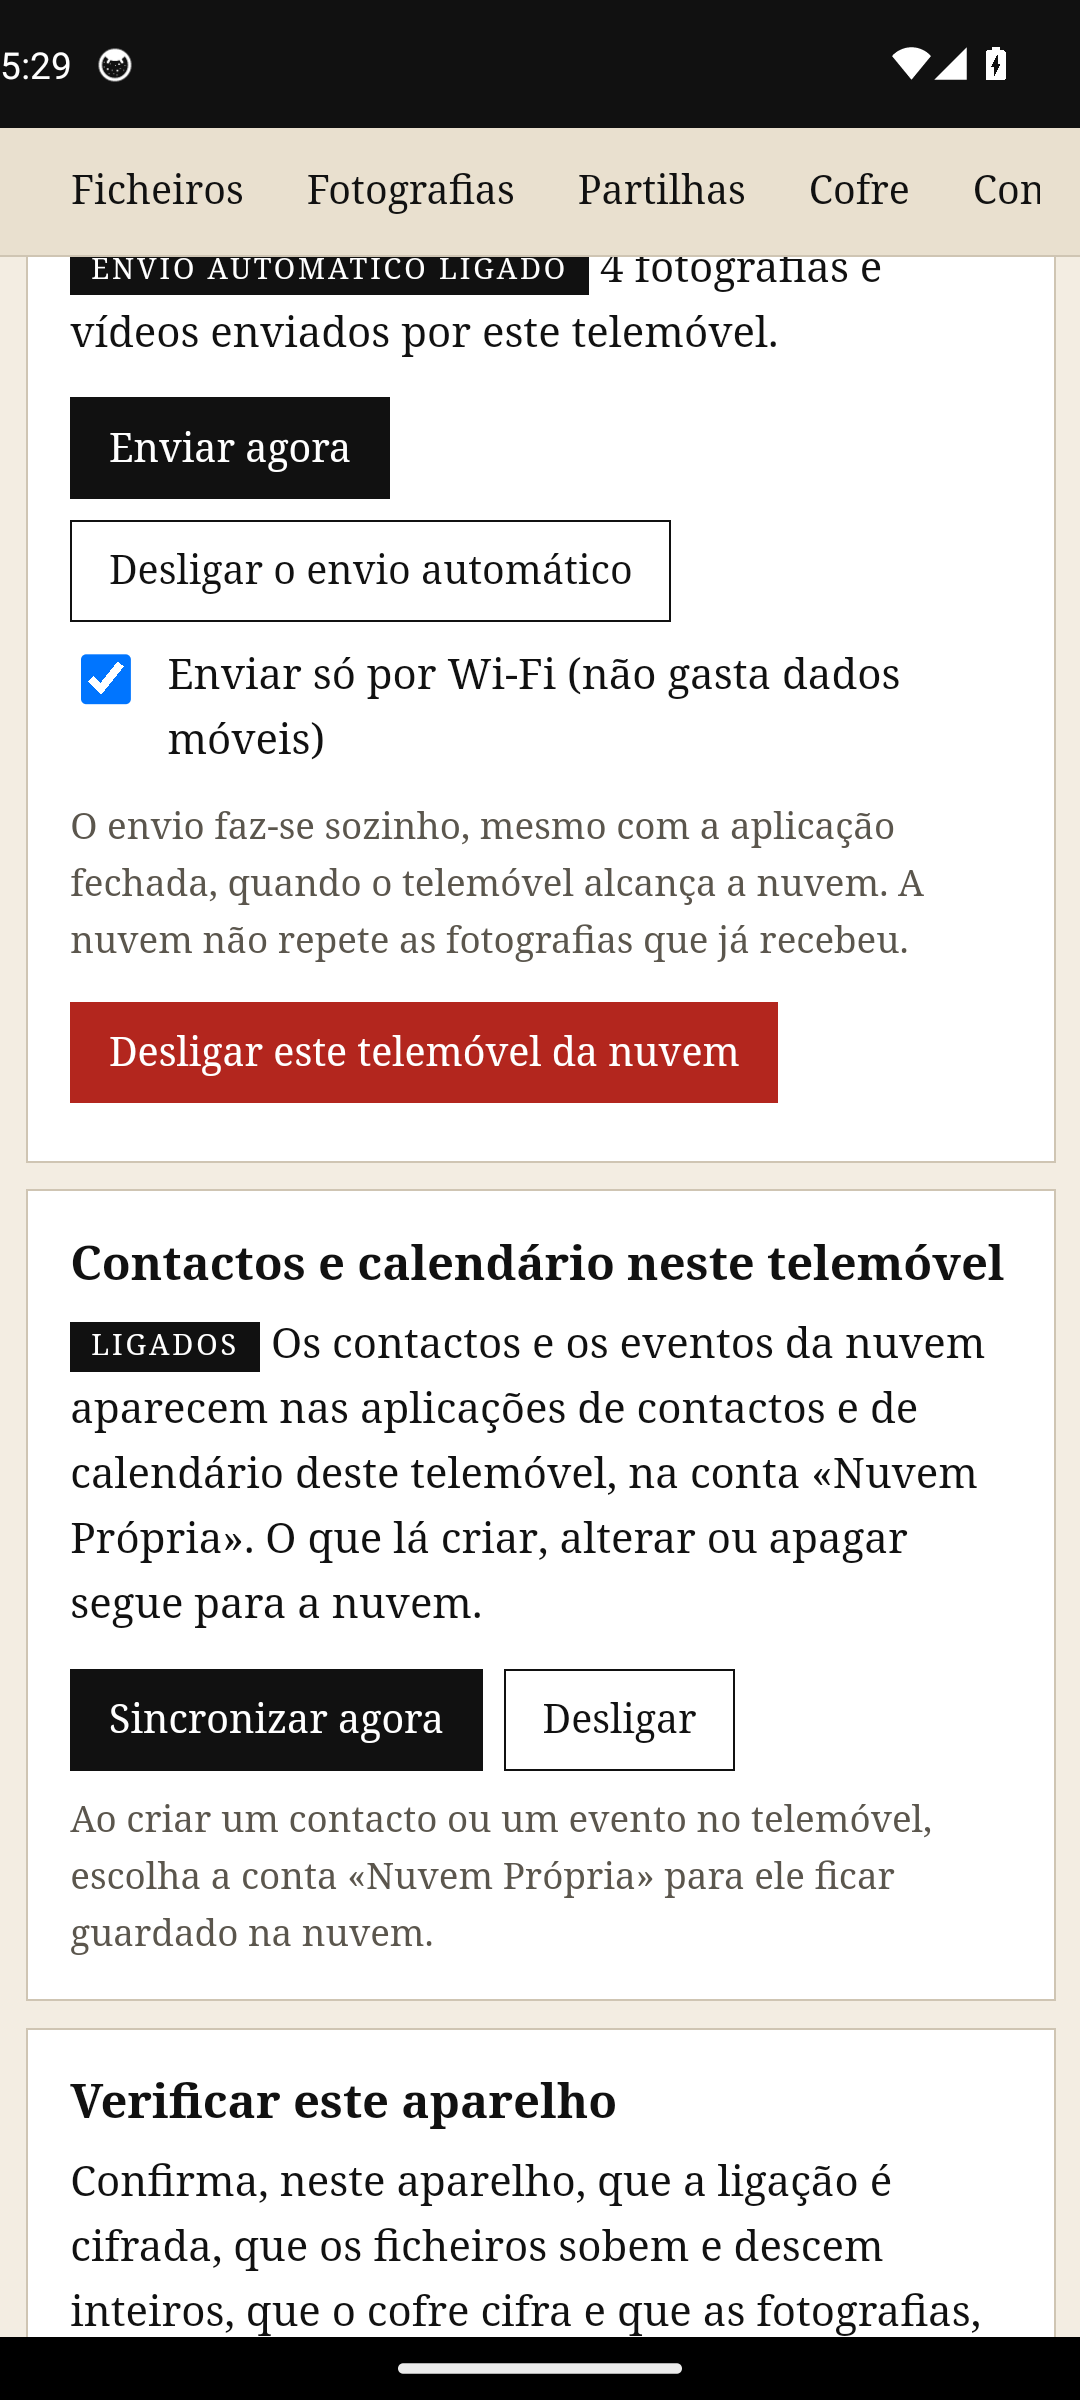 5:29
Ficheiros Fotografias Partilhas Cofre Con
ENVIO AUTOMÁTICO LIGADO 4 fotografias e
vídeos enviados por este telemóvel.
Enviar agora
Desligar o envio automático
Enviar só por Wi-Fi (não gasta dados
móveis)
O envio faz-se sozinho, mesmo com a aplicação
fechada, quando o telemóvel alcança a nuvem. A
nuvem não repete as fotografias que já recebeu.
Desligar este telemóvel da nuvem
Contactos e calendário neste telemóvel
LIGADOS Os contactos e os eventos da nuvem
aparecem nas aplicações de contactos e de
calendário deste telemóvel, na conta «Nuvem
Própria». O que lá criar, alterar ou apagar
segue para a nuvem.
Sincronizar agora Desligar
Ao criar um contacto ou um evento no telemóvel,
escolha a conta «Nuvem Própria» para ele ficar
guardado na nuvem.
Verificar este aparelho
Confirma, neste aparelho, que a ligação é
cifrada, que os ficheiros sobem e descem
inteiros, que o cofre cifra e que as fotografias,